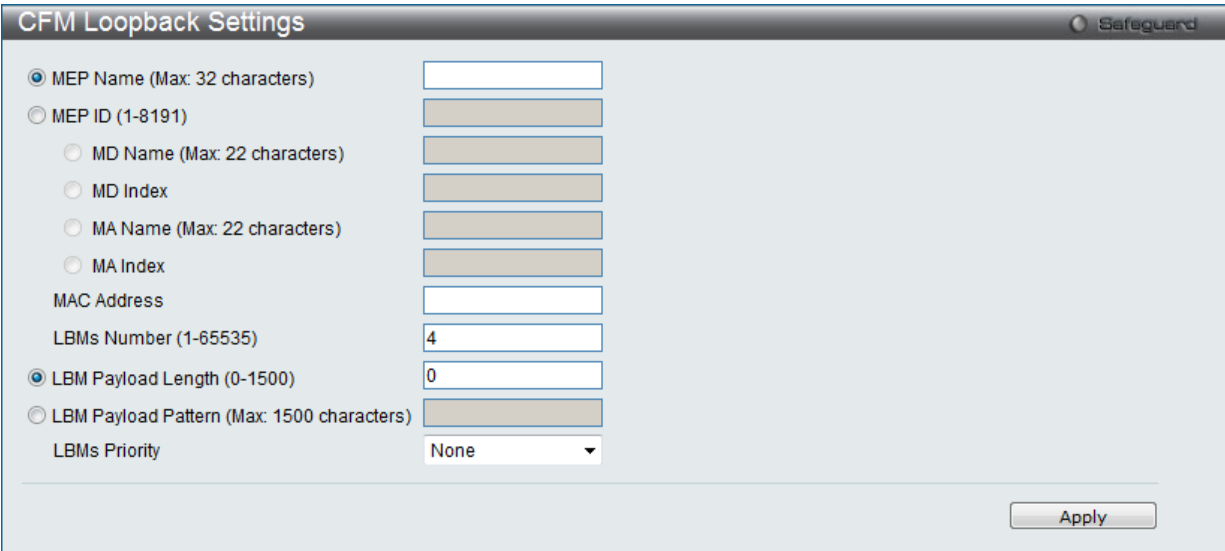 CFM Loopback Settings
Safeguard
MEP Name (Max: 32 characters)
MEP ID (1-8191)
MD Name (Max: 22 characters)
MD Index
MA Name (Max: 22 characters)
MA Index
MAC Address
LBMs Number (1-65535) 4
LBM Payload Length (0-1500) 0
LBM Payload Pattern (Max: 1500 characters)
LBMs Priority None
Apply